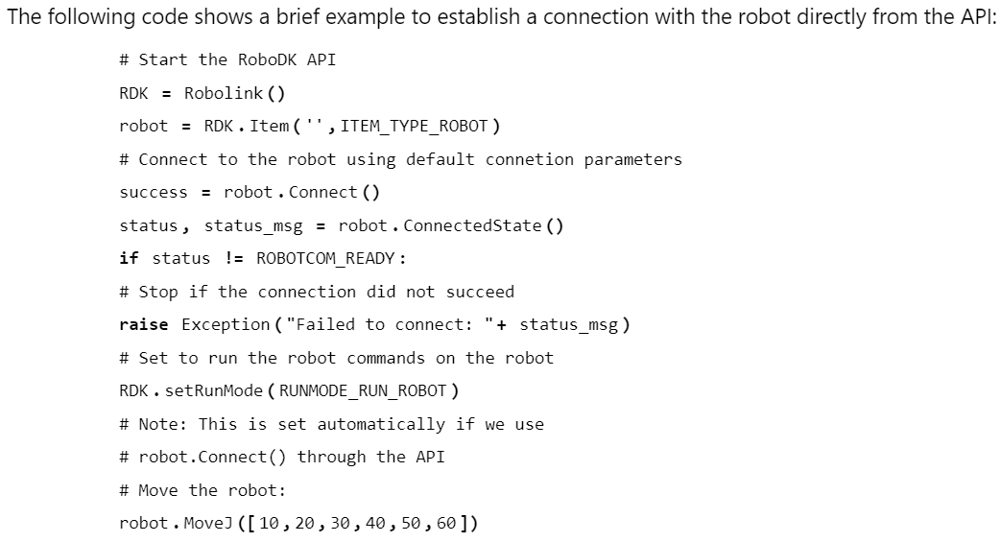 The following code shows a brief example to establish a connection with the robot directly from the API:
# Start the RoboDK API
RDK = Robolink()
robot = RDK.Item('',ITEM_TYPE_ROBOT)
# Connect to the robot using default connetion parameters
success = robot.Connect()
status, status_msg = robot.ConnectedState()
if status != ROBOTCOM_READY:
# Stop if the connection did not succeed
raise Exception("Failed to connect: "+ status_msg)
# Set to run the robot commands on the robot
RDK.setRunMode(RUNMODE_RUN_ROBOT)
# Note: This is set automatically if we use
# robot.Connect() through the API
# Move the robot:
robot.MoveJ([10,20,30,40,50,60])